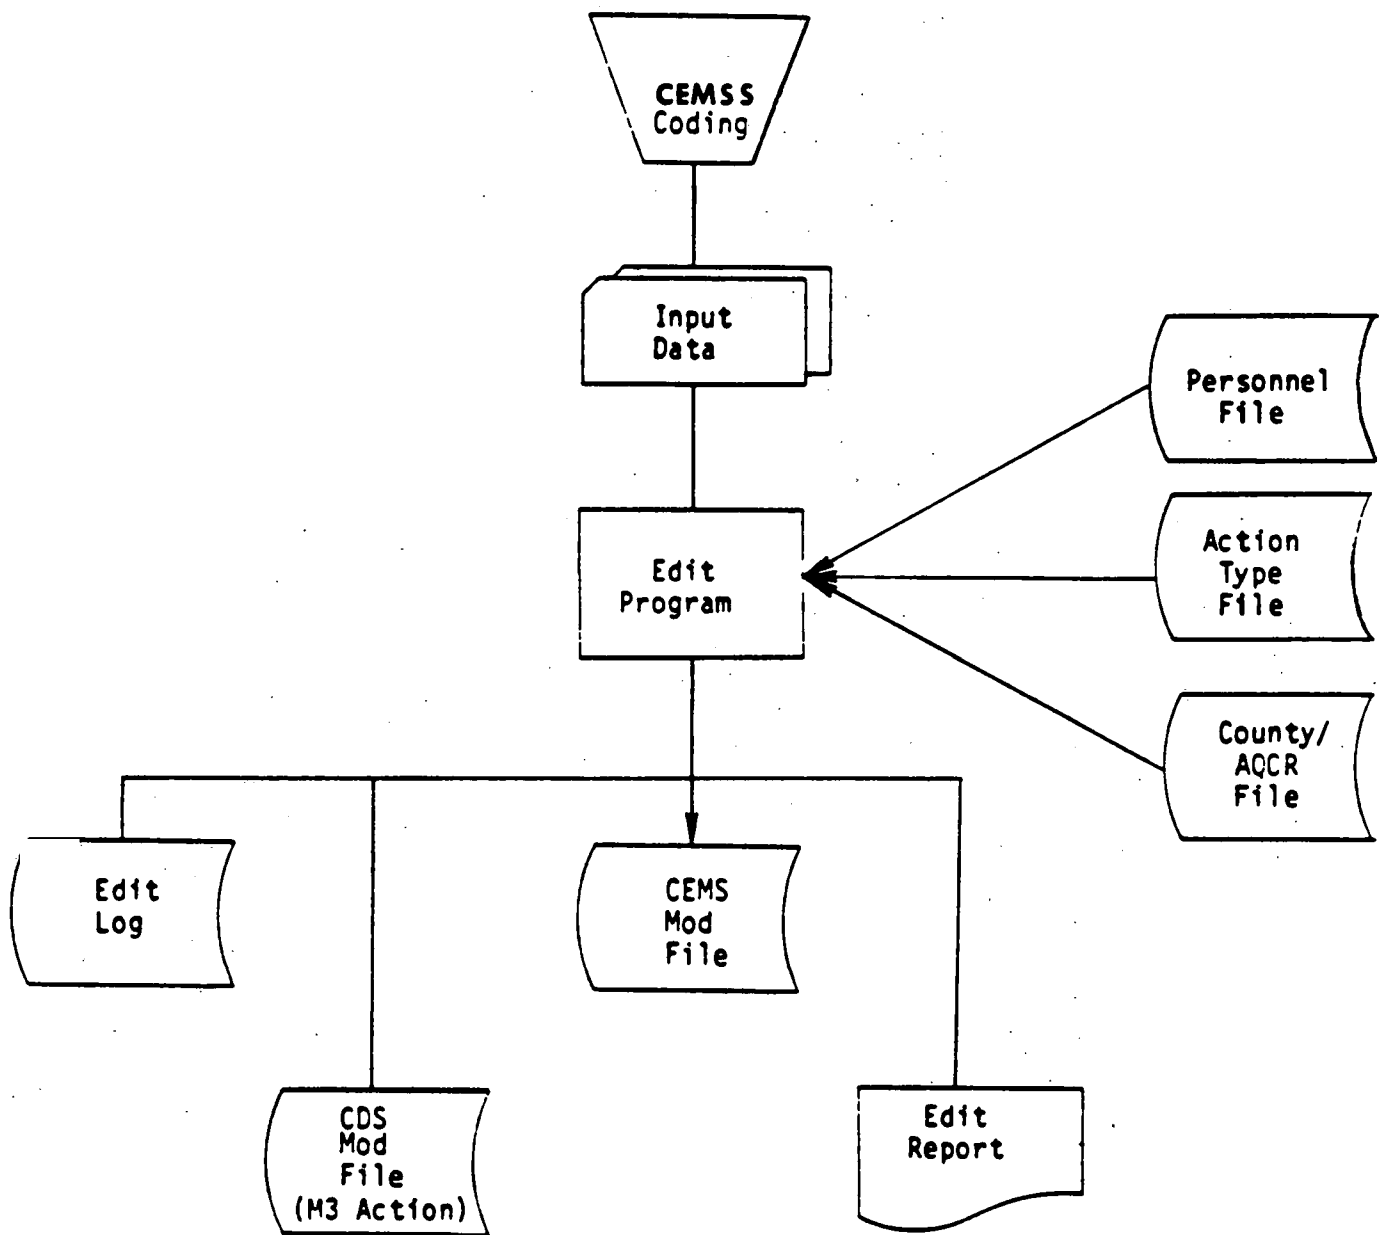 CEMSS
Coding
Input
Data
Personnel
File
Edit
Program
Action
Type
File
County/
AQCR
File
Edit
Log
CEMS
Mod
File
CDS
Mod
File
(M3 Action)
Edit
Report